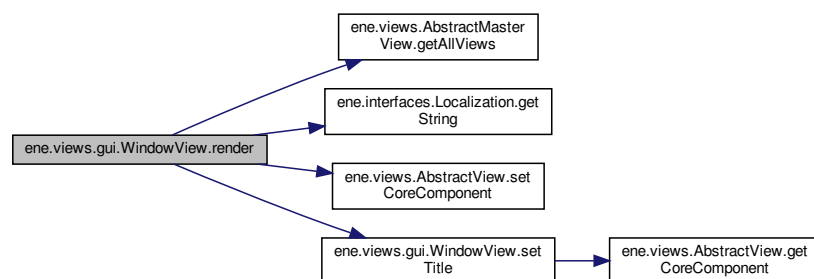 ene.views.AbstractMaster
View.getAllViews
ene.interfaces.Localization.get
String
ene.views.gui.WindowView.render
ene.views.AbstractView.set
CoreComponent
ene.views.gui.WindowView.set
Title
ene.views.AbstractView.get
CoreComponent